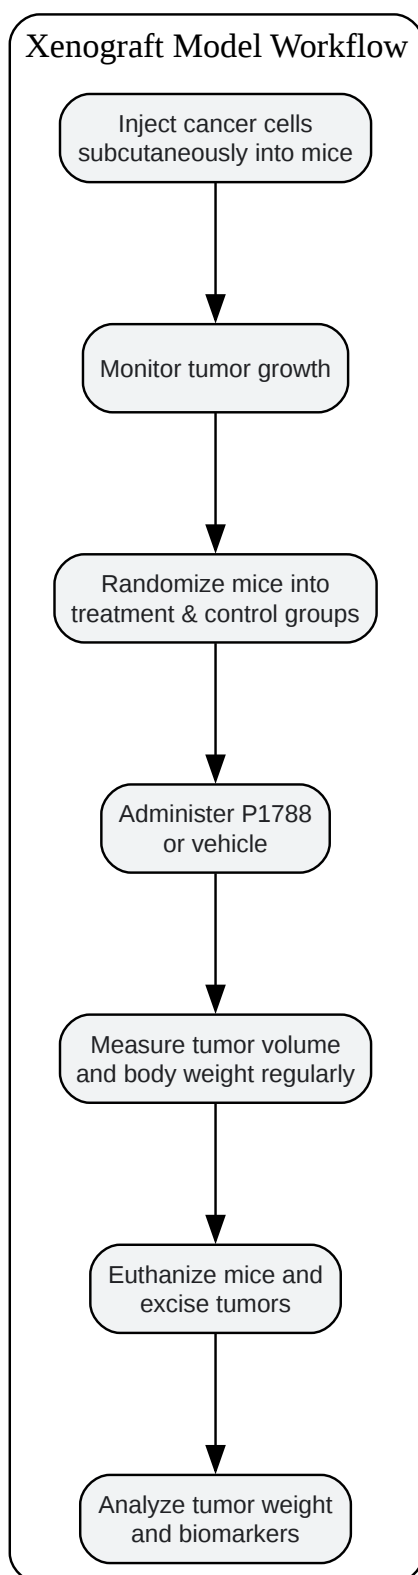 Xenograft Model Workflow
Inject cancer cells
subcutaneously into mice
Monitor tumor growth
Randomize mice into
treatment & control groups
Administer P1788
or vehicle
Measure tumor volume
and body weight regularly
Euthanize mice and
excise tumors
Analyze tumor weight
and biomarkers